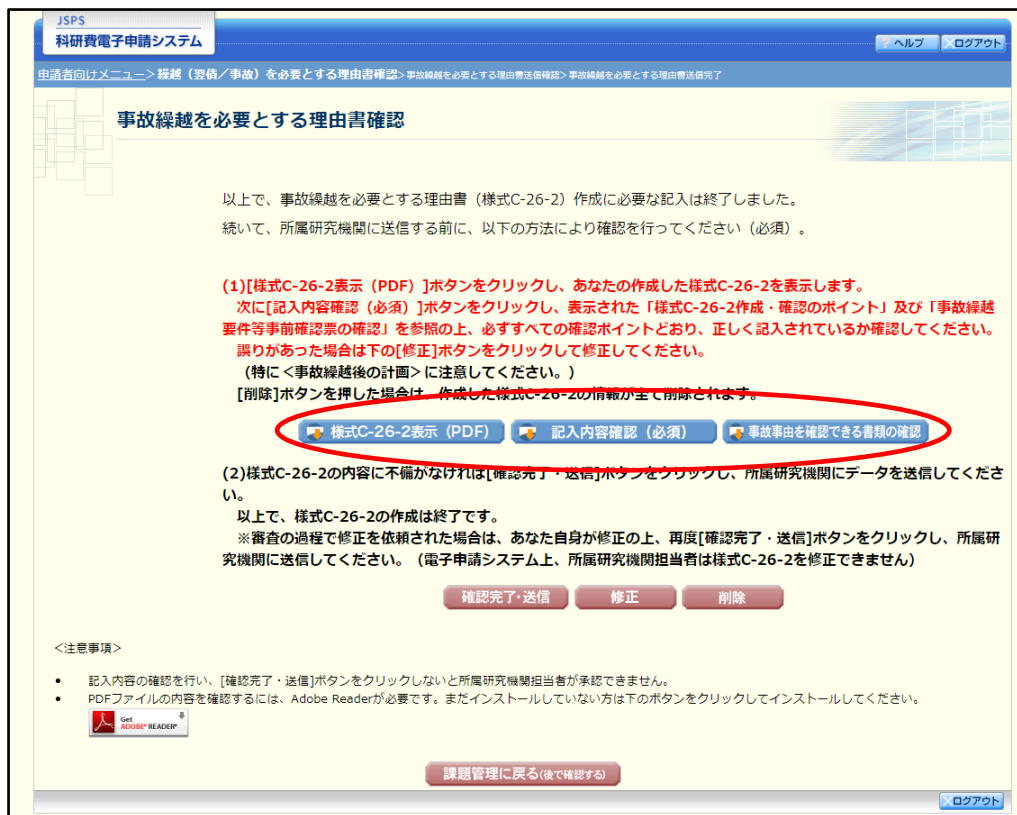 JSPS
科研費電子申請システム
? ヘルプ
ログアウト
申請者向けメニュー>繰越（翌債／事故）を必要とする理由書確認>事故繰越を必要とする理由書送信確認>事故繰越を必要とする理由書送信完了
事故繰越を必要とする理由書確認
以上で、事故繰越を必要とする理由書（様式C-26-2）作成に必要な記入は終了しました。
続いて、所属研究機関に送信する前に、以下の方法により確認を行ってください（必須）。
(1)[様式C-26-2表示（PDF）]ボタンをクリックし、あなたの作成した様式C-26-2を表示します。
次に[記入内容確認（必須）]ボタンをクリックし、表示された「様式C-26-2作成・確認のポイント」及び「事故繰越
要件等事前確認票の確認」を参照の上、必ずすべての確認ポイントどおり、正しく記入されているか確認してください。
誤りがあった場合は下の[修正]ボタンをクリックして修正してください。
（特に＜事故繰越後の計画＞に注意してください。）
[削除]ボタンを押した場合は、作成した様式C-26-2の情報が全て削除されます。
様式C-26-2表示（PDF）
記入内容確認（必須）
事故事由を確認できる書類の確認
(2)様式C-26-2の内容に不備がなければ[確認完了・送信]ボタンをクリックし、所属研究機関にデータを送信してくださ
い。
以上で、様式C-26-2の作成は終了です。
※審査の過程で修正を依頼された場合は、あなた自身が修正の上、再度[確認完了・送信]ボタンをクリックし、所属研
究機関に送信してください。（電子申請システム上、所属研究機関担当者は様式C-26-2を修正できません）
確認完了・送信
修正
削除
＜注意事項＞
• 記入内容の確認を行い、[確認完了・送信]ボタンをクリックしないと所属研究機関担当者が承認できません。
• PDFファイルの内容を確認するには、Adobe Readerが必要です。まだインストールしていない方は下のボタンをクリックしてインストールしてください。
Get
ADOBE® READER®
課題管理に戻る(後で確認する)
ログアウト